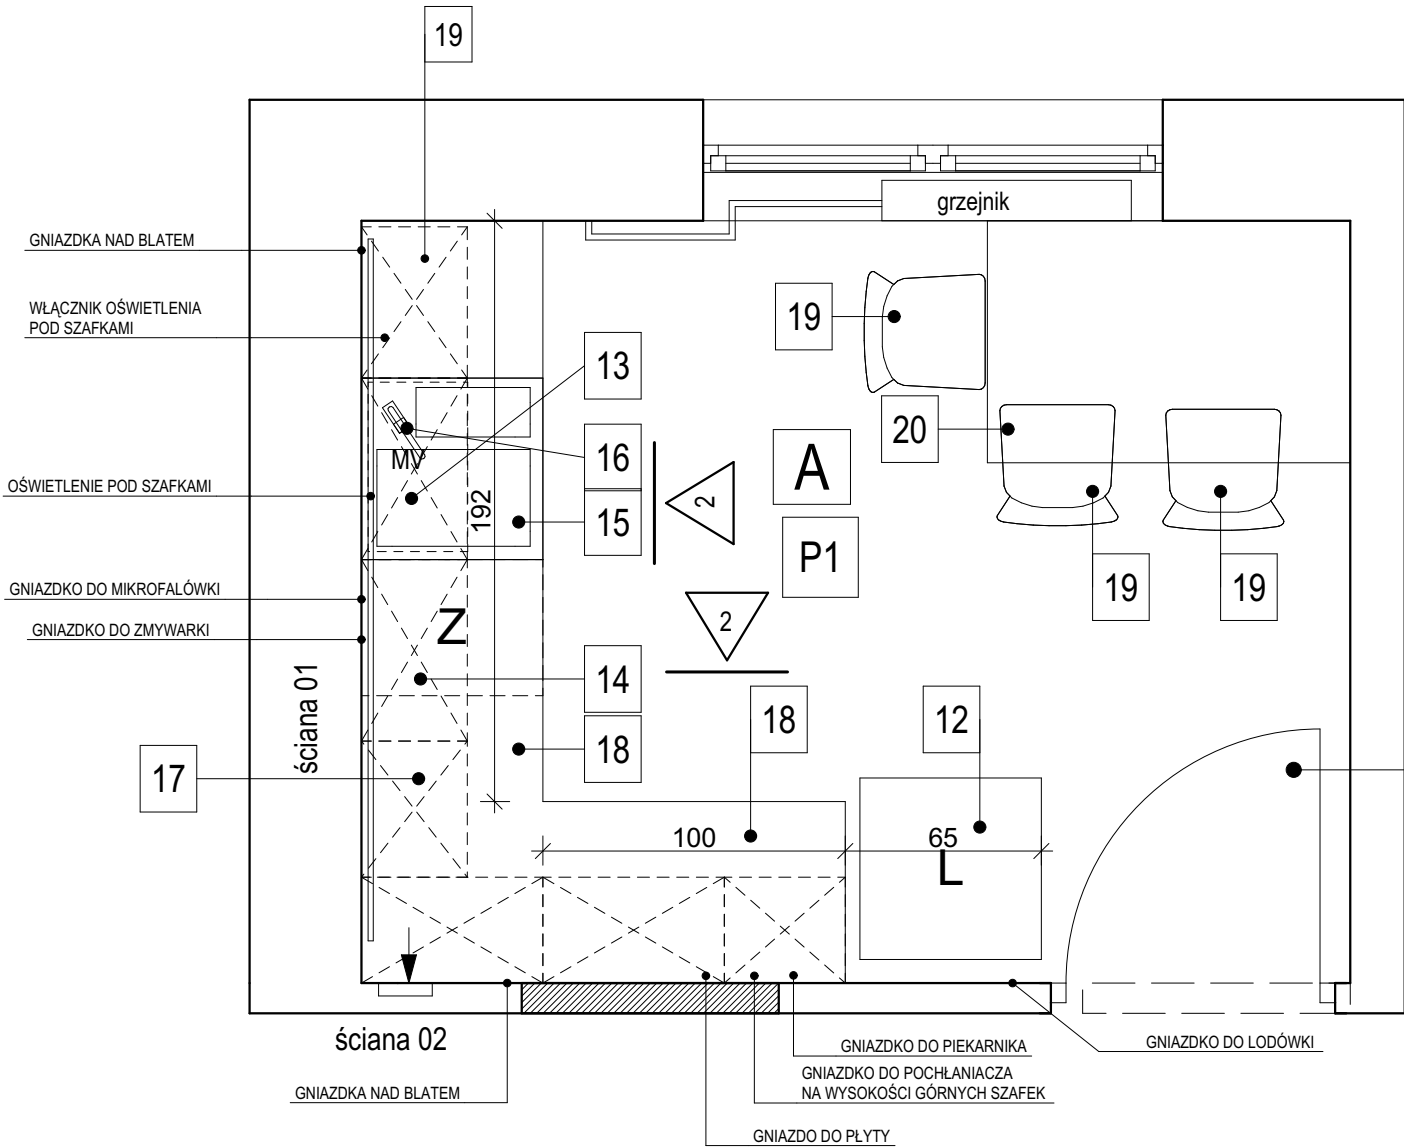 19
grzejnik
GNIAZDKA NAD BLATEM
WŁĄCZNIK OŚWIETLENIA
POD SZAFKAMI
19
13
20
16
A
MV
OŚWIETLENIE POD SZAFKAMI
192
2
15
P1
GNIAZDKO DO MIKROFALÓWKI
19
19
GNIAZDKO DO ZMYWARKI
Z
2
14
ściana 01
18
18
12
17
100
65
L
ściana 02
GNIAZDKO DO PIEKARNIKA
GNIAZDKO DO LODÓWKI
GNIAZDKO DO POCHŁANIACZA
NA WYSOKOŚCI GÓRNYCH SZAFEK
GNIAZDKA NAD BLATEM
GNIAZDO DO PŁYTY